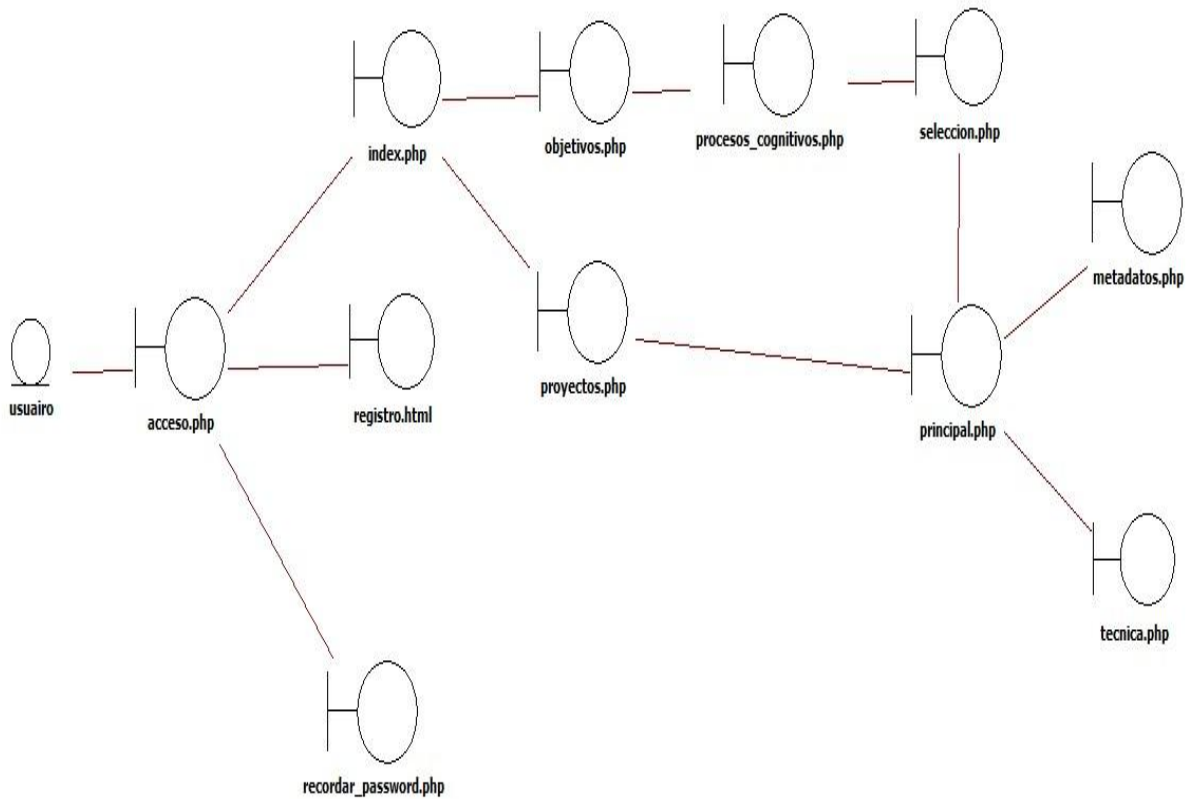 index.php
objetivos.php
procesos_cognitivos.php
seleccion.php
metadatos.php
usuairo
acceso.php
registro.html
proyectos.php
principal.php
tecnica.php
recordar_password.php